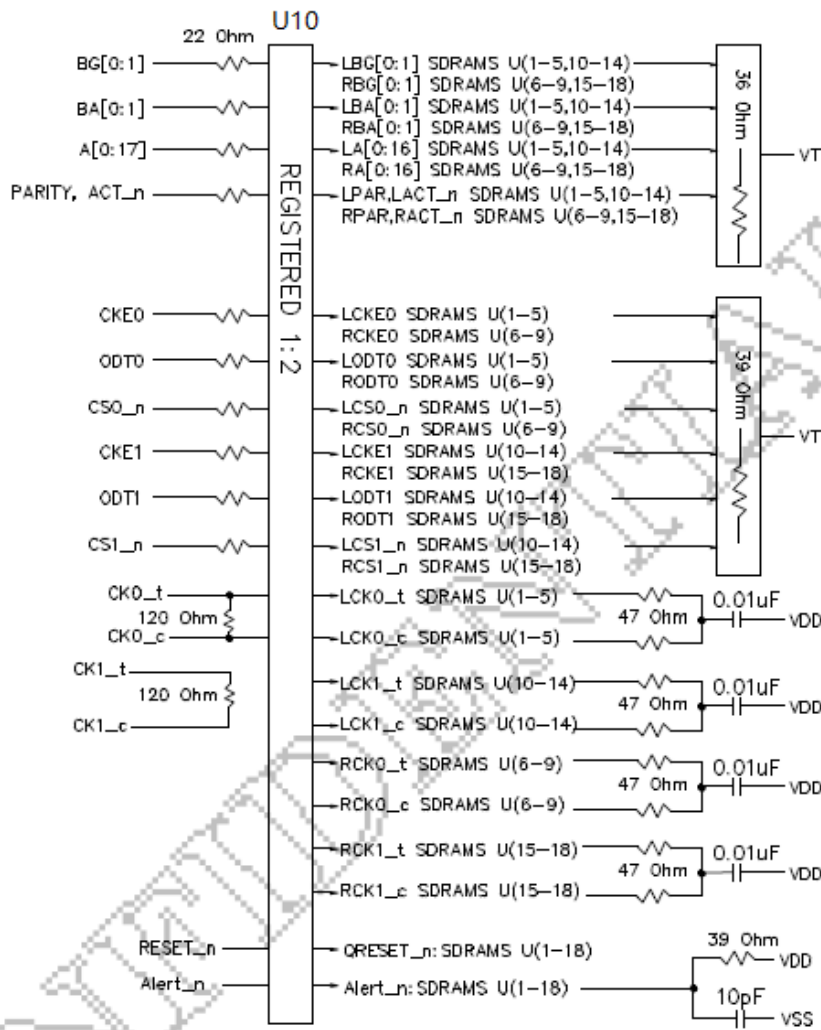 U10
22 Ohm
BG[0:1]
LBG[0:1] SDRAMS U(1-5,10-14)
RBG[0:1] SDRAMS U(6-9,15-18)
BA[0:1]
LBA[0:1] SDRAMS U(1-5,10-14)
RBA[0:1] SDRAMS U(6-9,15-18)
A[0:17]
LA[0:16] SDRAMS U(1-5,10-14)
RA[0:16] SDRAMS U(6-9,15-18)
PARITY, ACT_n
LPAR,LACT_n SDRAMS U(1-5,10-14)
RPAR,RACT_n SDRAMS U(6-9,15-18)
36 Ohm
VT
REGISTERED 1:2
CKE0
LCKE0 SDRAMS U(1-5)
RCKE0 SDRAMS U(6-9)
ODT0
LODT0 SDRAMS U(1-5)
RODT0 SDRAMS U(6-9)
CS0_n
LCS0_n SDRAMS U(1-5)
RCS0_n SDRAMS U(6-9)
CKE1
LCKE1 SDRAMS U(10-14)
RCKE1 SDRAMS U(15-18)
ODT1
LODT1 SDRAMS U(10-14)
RODT1 SDRAMS U(15-18)
CS1_n
LCS1_n SDRAMS U(10-14)
RCS1_n SDRAMS U(15-18)
39 Ohm
VT
CK0_t
120 Ohm
CK0_c
LCK0_t SDRAMS U(1-5)
LCK0_c SDRAMS U(1-5)
47 Ohm
0.01uF
VDD
CK1_t
120 Ohm
CK1_c
LCK1_t SDRAMS U(10-14)
LCK1_c SDRAMS U(10-14)
47 Ohm
0.01uF
VDD
RCK0_t SDRAMS U(6-9)
RCK0_c SDRAMS U(6-9)
47 Ohm
0.01uF
VDD
RCK1_t SDRAMS U(15-18)
RCK1_c SDRAMS U(15-18)
47 Ohm
0.01uF
VDD
RESET_n
QRESET_n: SDRAMS U(1-18)
Alert_n
Alert_n: SDRAMS U(1-18)
39 Ohm
VDD
10pF
VSS